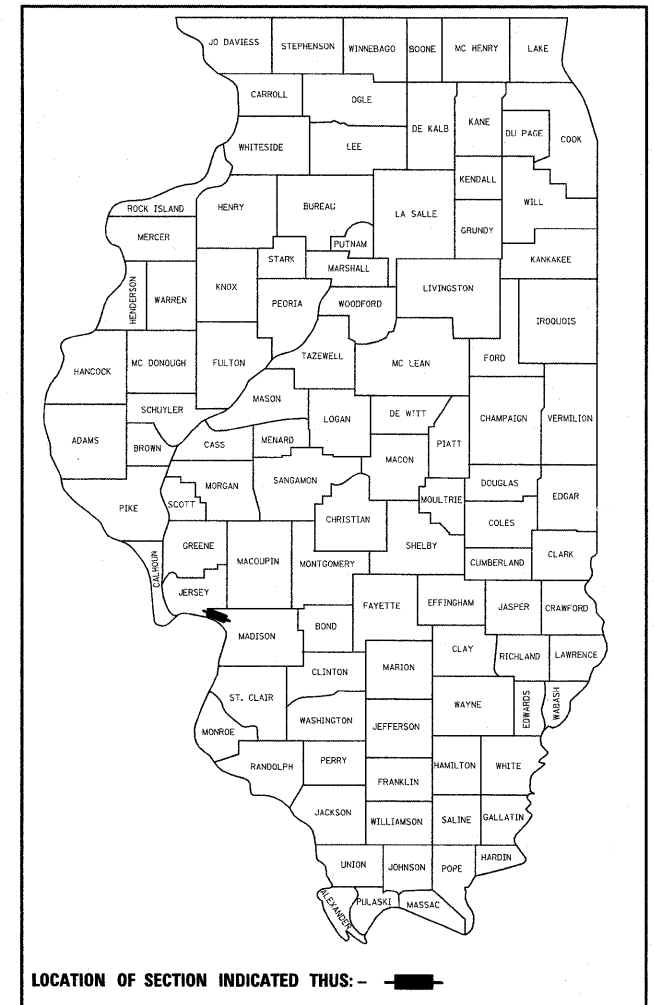 JO DAVIESS
STEPHENSON
WINNEBAGO
BOONE
MC HENRY
LAKE
CARROLL
OGLE
DE KALB
KANE
DU PAGE
COOK
WHITESIDE
LEE
KENDALL
WILL
ROCK ISLAND
HENRY
BUREAU
LA SALLE
GRUNDY
MERCER
PUTNAM
STARK
MARSHALL
KANKAKEE
HENDERSON
WARREN
KNOX
PEORIA
WOODFORD
LIVINGSTON
IROQUOIS
HANCOCK
MC DONOUGH
FULTON
TAZEWELL
MC LEAN
FORD
MASON
SCHUYLER
LOGAN
DE WITT
CHAMPAIGN
VERMILION
ADAMS
BROWN
CASS
MENARD
PIATT
MACON
PIKE
SCOTT
MORGAN
SANGAMON
CHRISTIAN
MOULTRIE
DOUGLAS
EDGAR
COLES
CALHOUN
GREENE
MACOUPIN
MONTGOMERY
SHELBY
CUMBERLAND
CLARK
JERSEY
FAYETTE
EFFINGHAM
JASPER
CRAWFORD
MADISON
BOND
CLAY
RICHLAND
LAWRENCE
CLINTON
MARION
ST. CLAIR
WAYNE
EDWARDS
WABASH
MONROE
WASHINGTON
JEFFERSON
RANDOLPH
PERRY
HAMILTON
WHITE
FRANKLIN
JACKSON
WILLIAMSON
SALINE
GALLATIN
UNION
JOHNSON
POPE
HARDIN
ALEXANDER
PULASKI
MASSAC
LOCATION OF SECTION INDICATED THUS: -